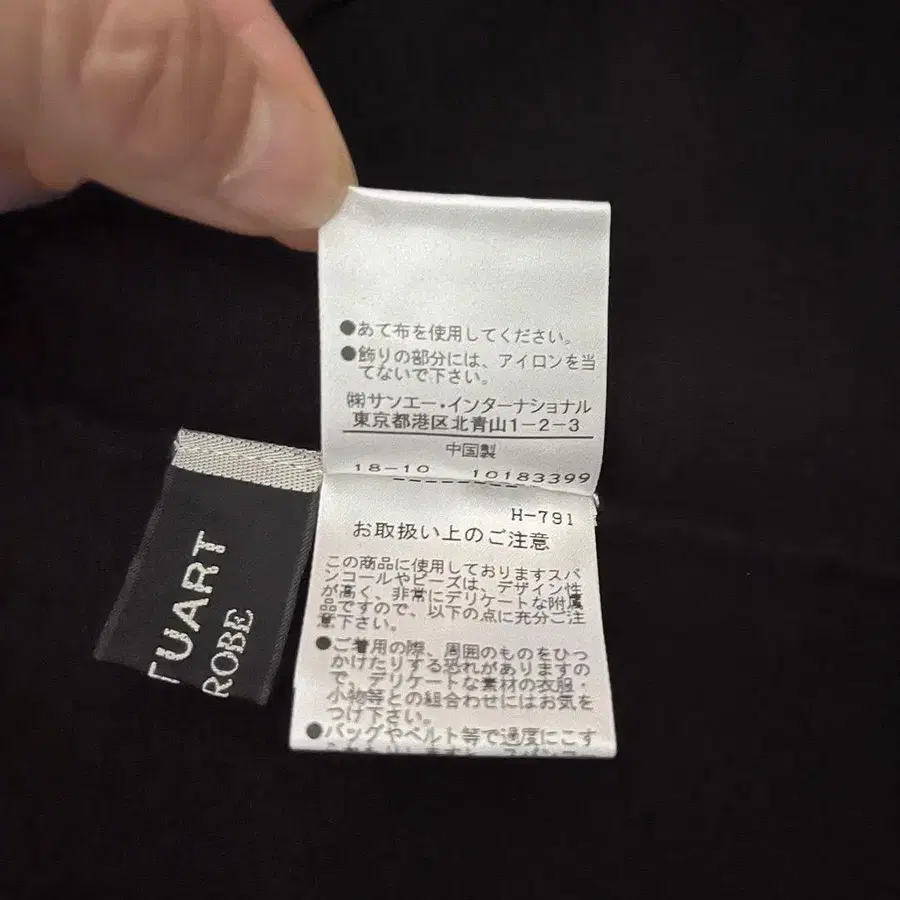 ●あて布を使用してください。
●飾りの部分には、アイロンを当
てないで下さい。
㈱サンエー・インターナショナル
東京都港区北青山1-2-3
中国製
18-10 10183399
H-791
お取扱い上のご注意
この商品に使用しておりますスパ
ンコールやビーズは、デザイン性
が高く、非常にデリケートな附属
品ですので、以下の点に充分ご注
意下さい。
●ご着用の際、周囲のものをひっ
かけたりする恐れがありますの
で、デリケートな素材の衣服・
小物等との組合わせにはお気を
つけ下さい。
●バッグやベルト等で過度にこす
TUART
ROBE